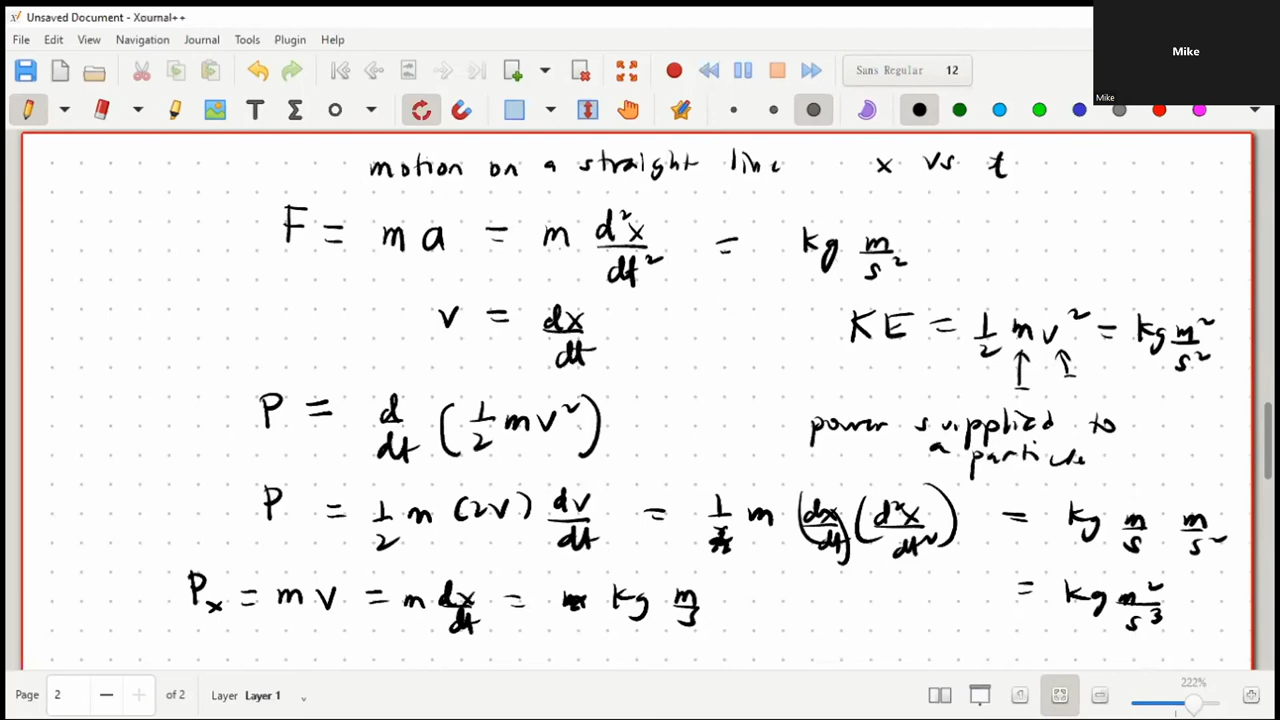 Unsaved Document - Xournal++
Mike
Mike
File Edit View Navigation Journal Tools Plugin Help
Sans Regular 12
motion on a straight line x vs t
F = ma = m d²x/dt² = kg m/s²
v = dx/dt
KE = 1/2 mv² = kg m²/s²
P = d/dt (1/2 mv²)
power supplied to
a particle
P = 1/2 m (2v) dv/dt = 1 m (dx/dt) (d²x/dt²) = kg m/s m/s²
Px = mv = m dx/dt = kg m/s
= kg m²/s³
Page 2 of 2 Layer Layer 1 222%